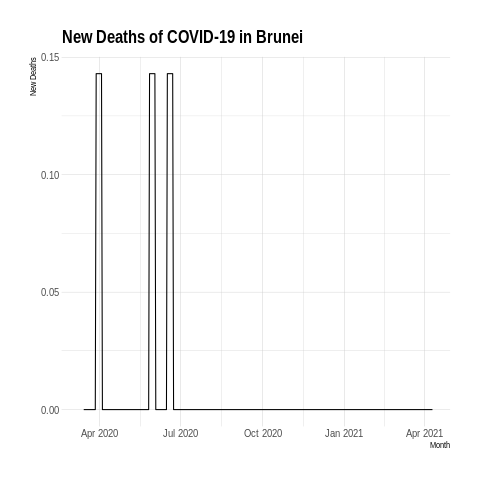 New Deaths of COVID-19 in Brunei
New Deaths
0.15
0.10
0.05
0.00
Apr 2020 Jul 2020 Oct 2020 Jan 2021 Apr 2021
Month